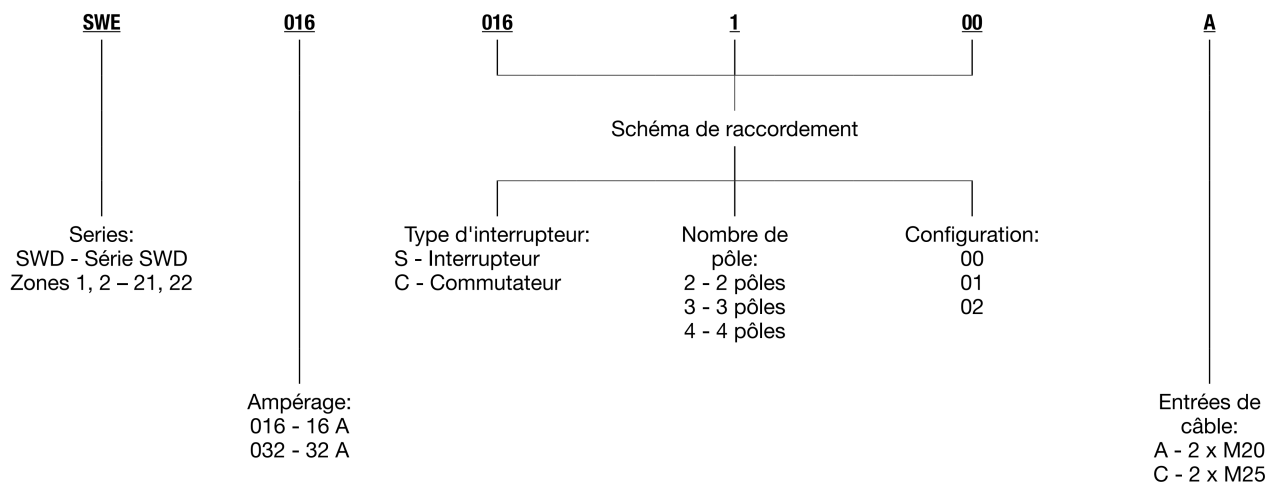 SWE 016 016 1 00 A
Schéma de raccordement
Series:
SWD - Série SWD
Zones 1, 2 – 21, 22
Type d'interrupteur:
S - Interrupteur
C - Commutateur
Nombre de
pôle:
2 - 2 pôles
3 - 3 pôles
4 - 4 pôles
Configuration:
00
01
02
Ampérage:
016 - 16 A
032 - 32 A
Entrées de
câble:
A - 2 x M20
C - 2 x M25